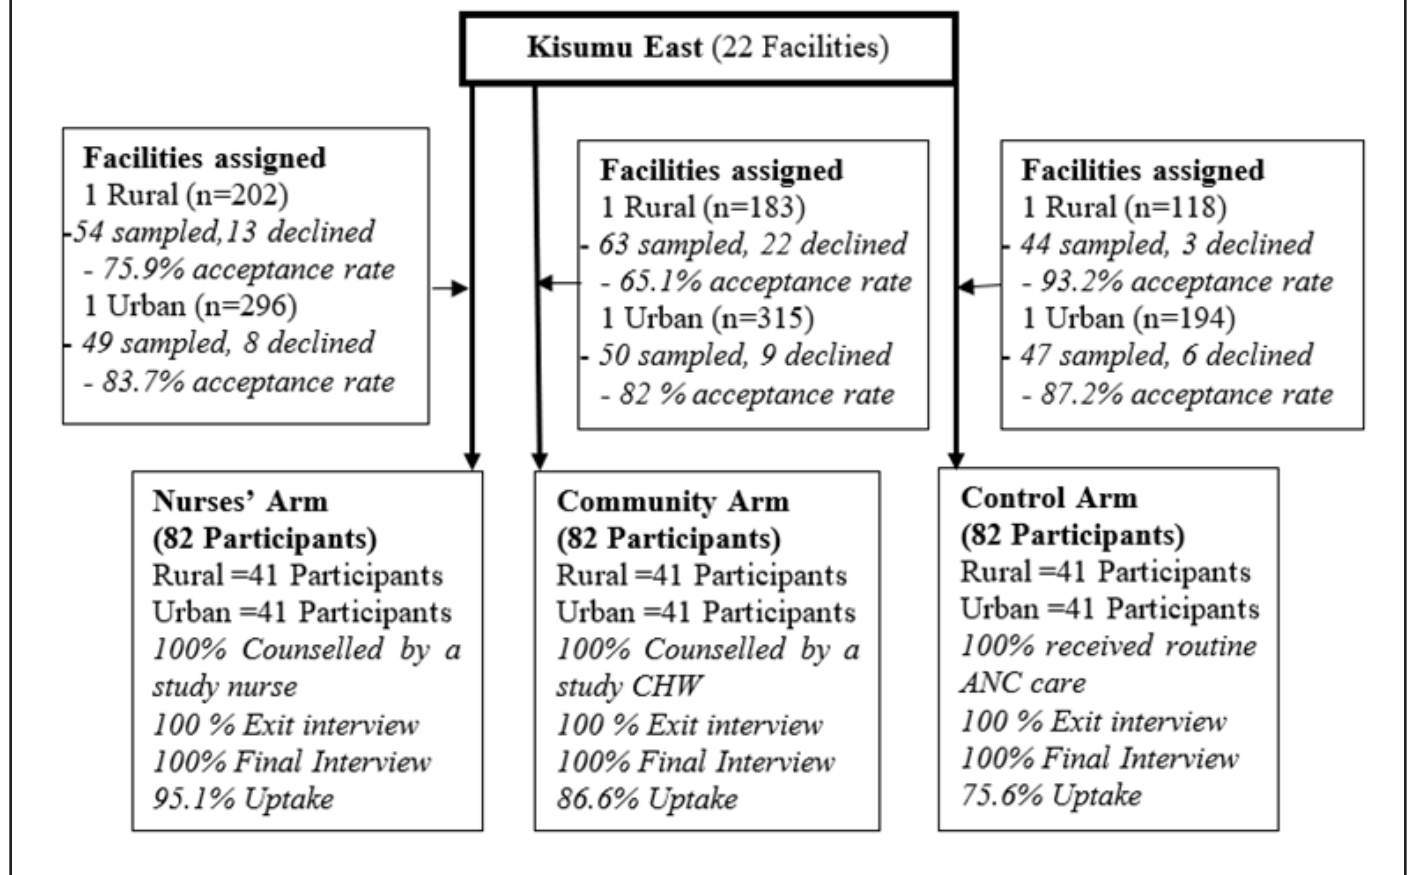 Kisumu East (22 Facilities)
Facilities assigned
1 Rural (n=202)
-54 sampled,13 declined
- 75.9% acceptance rate
1 Urban (n=296)
- 49 sampled, 8 declined
- 83.7% acceptance rate
Facilities assigned
1 Rural (n=183)
- 63 sampled, 22 declined
- 65.1% acceptance rate
1 Urban (n=315)
- 50 sampled, 9 declined
- 82 % acceptance rate
Facilities assigned
1 Rural (n=118)
- 44 sampled, 3 declined
- 93.2% acceptance rate
1 Urban (n=194)
- 47 sampled, 6 declined
- 87.2% acceptance rate
Nurses’ Arm
(82 Participants)
Rural =41 Participants
Urban =41 Participants
100% Counselled by a
study nurse
100 % Exit interview
100% Final Interview
95.1% Uptake
Community Arm
(82 Participants)
Rural =41 Participants
Urban =41 Participants
100% Counselled by a
study CHW
100 % Exit interview
100% Final Interview
86.6% Uptake
Control Arm
(82 Participants)
Rural =41 Participants
Urban =41 Participants
100% received routine
ANC care
100 % Exit interview
100% Final Interview
75.6% Uptake